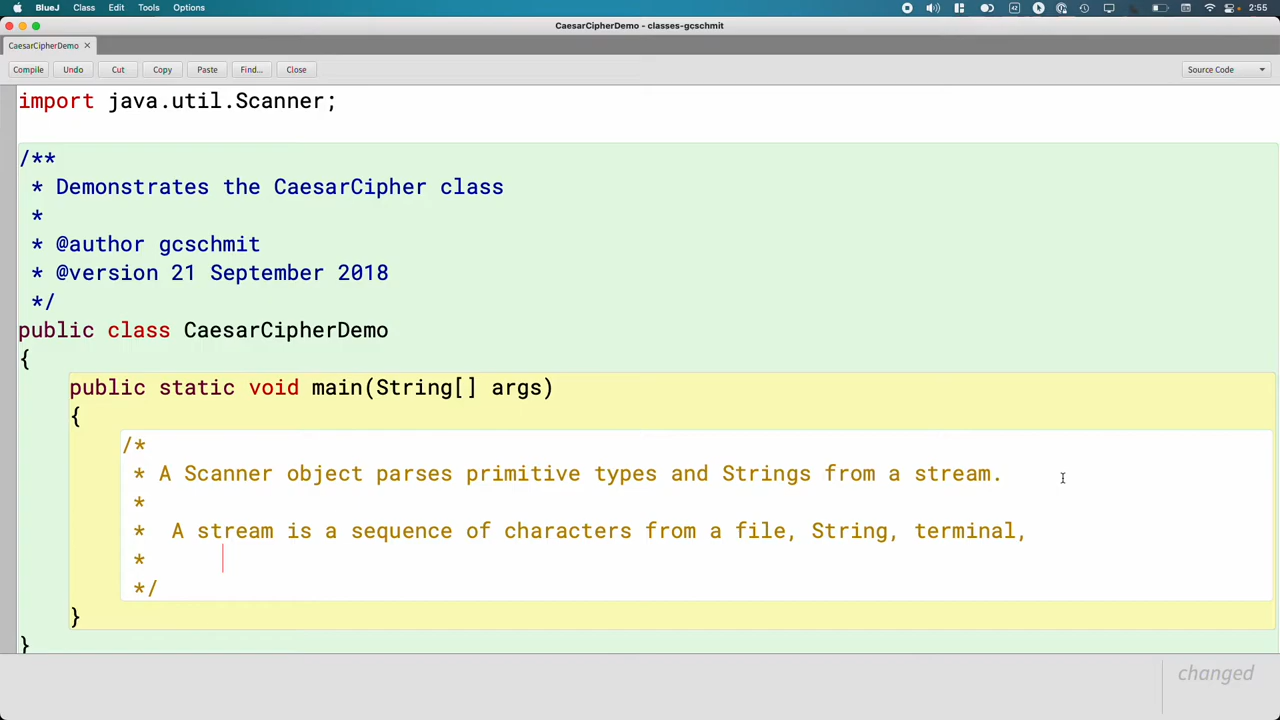 BlueJ Class Edit Tools Options 2:55
CaesarCipherDemo - classes-gcschmit
CaesarCipherDemo ×
Compile Undo Cut Copy Paste Find... Close Source Code
import java.util.Scanner;
/**
* Demonstrates the CaesarCipher class
*
* @author gcschmit
* @version 21 September 2018
*/
public class CaesarCipherDemo
{
public static void main(String[] args)
{
/*
* A Scanner object parses primitive types and Strings from a stream.
*
* A stream is a sequence of characters from a file, String, terminal,
*
*/
}
}
changed